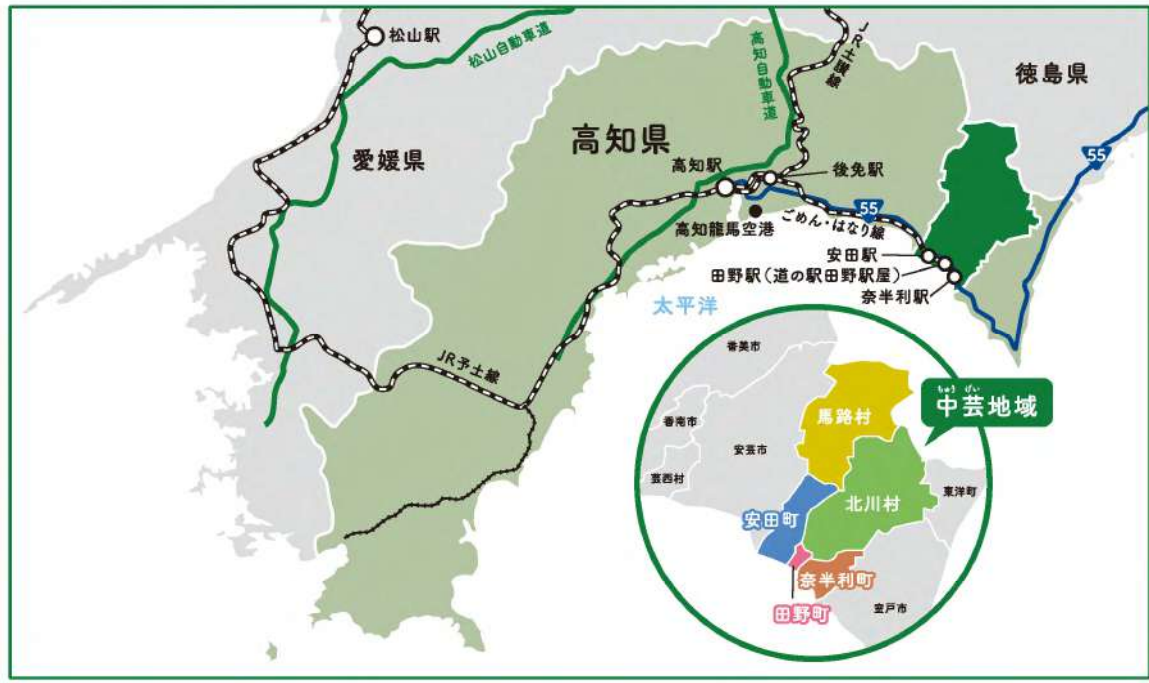 松山駅
松山自動車道
高知自動車道
JR土讃線
徳島県
愛媛県
高知県
高知駅
後免駅
55
55
ごめん・はなり線
高知龍馬空港
安田駅
田野駅(道の駅田野駅屋)
奈半利駅
太平洋
JR予土線
香美市
ちゅう げい
中芸地域
馬路村
香南市
安芸市
芸西村
東洋町
北川村
安田町
奈半利町
田野町
室戸市